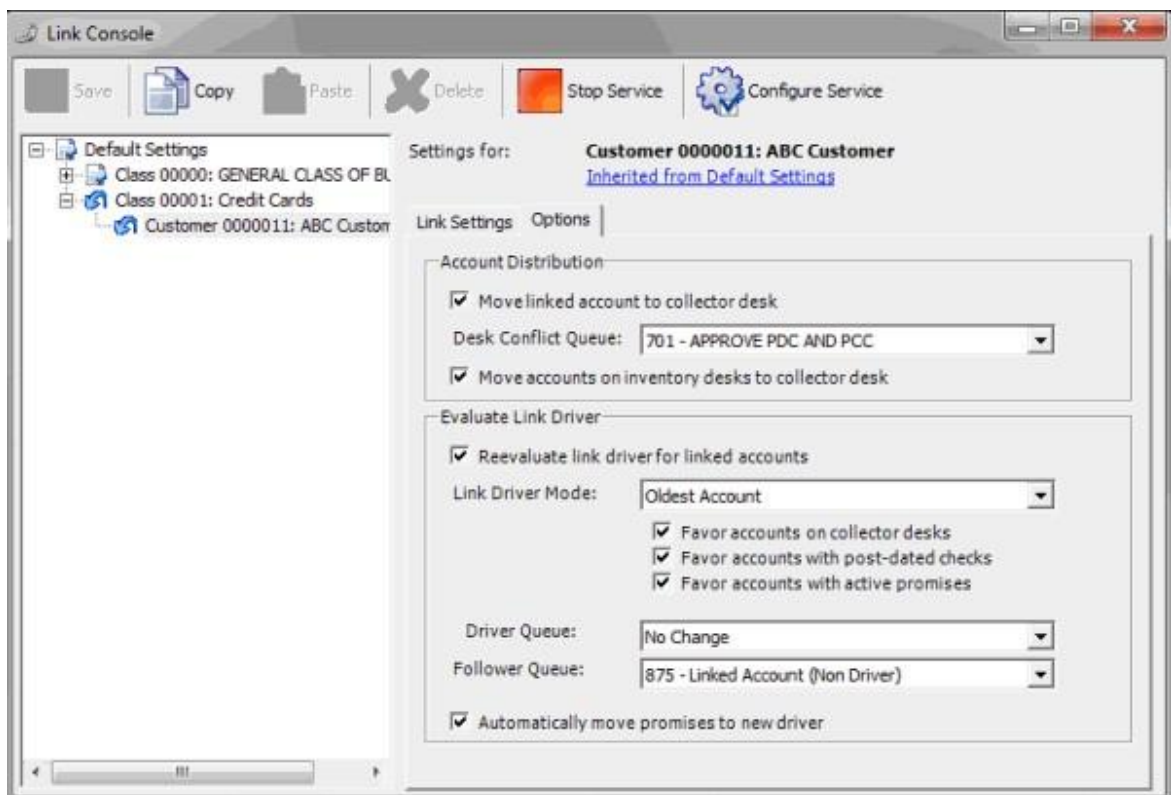 Link Console
Save Copy Paste Delete Stop Service Configure Service
Default Settings
Class 00000: GENERAL CLASS OF BU
Class 00001: Credit Cards
Customer 0000011: ABC Custom
Settings for: Customer 0000011: ABC Customer
Inherited from Default Settings
Link Settings Options
Account Distribution
Move linked account to collector desk
Desk Conflict Queue: 701 - APPROVE PDC AND PCC
Move accounts on inventory desks to collector desk
Evaluate Link Driver
Reevaluate link driver for linked accounts
Link Driver Mode: Oldest Account
Favor accounts on collector desks
Favor accounts with post-dated checks
Favor accounts with active promises
Driver Queue: No Change
Follower Queue: 875 - Linked Account (Non Driver)
Automatically move promises to new driver